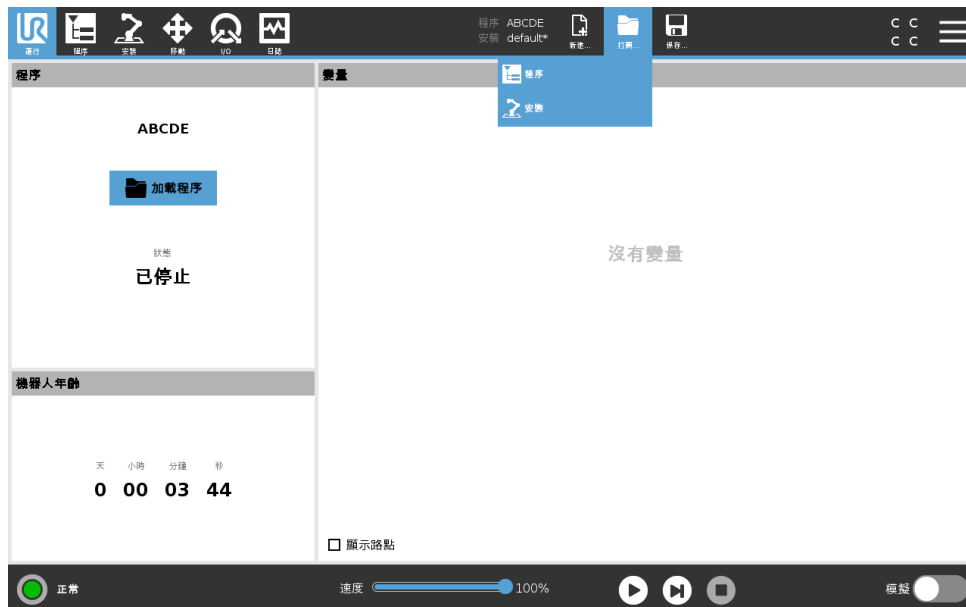 UR
運行
程序
安裝
移動
I/O
日誌
程序 ABCDE
安裝 default*
新建...
打開...
保存...
C C
C C
程序
變量
程序
安裝
ABCDE
加載程序
狀態
已停止
沒有變量
機器人年齡
天 小時 分鐘 秒
0 00 03 44
顯示路點
正常
速度 100%
模擬